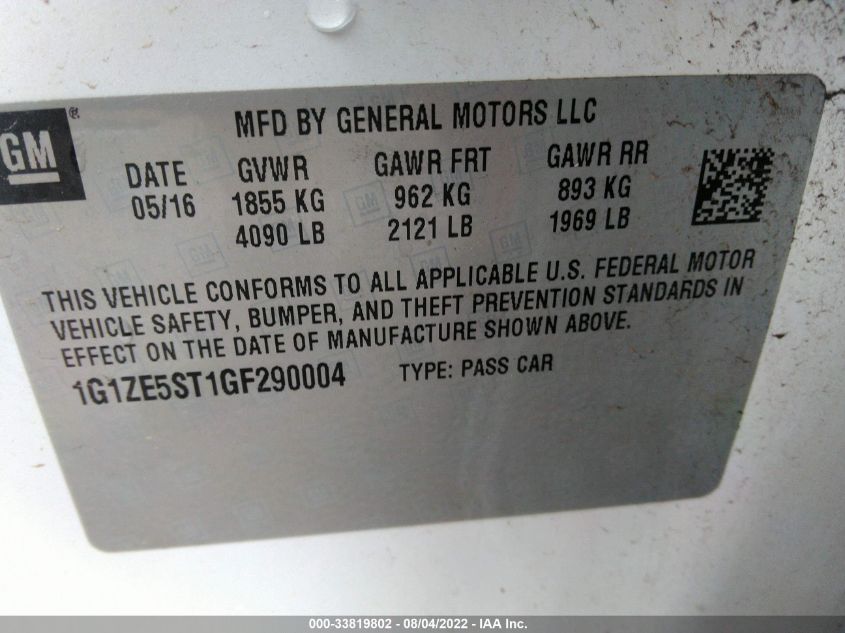 GM®
MFD BY GENERAL MOTORS LLC
DATE GVWR GAWR FRT GAWR RR
05/16 1855 KG 962 KG 893 KG
4090 LB 2121 LB 1969 LB
THIS VEHICLE CONFORMS TO ALL APPLICABLE U.S. FEDERAL MOTOR
VEHICLE SAFETY, BUMPER, AND THEFT PREVENTION STANDARDS IN
EFFECT ON THE DATE OF MANUFACTURE SHOWN ABOVE.
1G1ZE5ST1GF290004 TYPE: PASS CAR
000-33819802 - 08/04/2022 - IAA Inc.